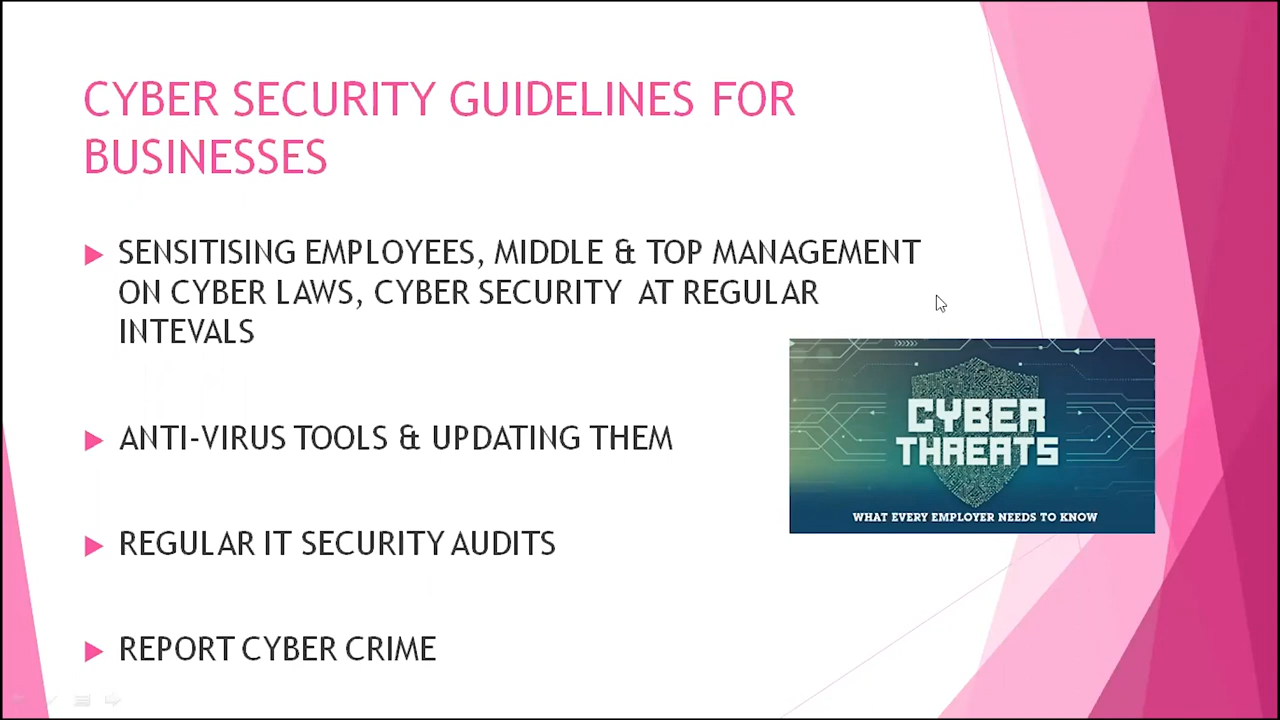 CYBER SECURITY GUIDELINES FOR
BUSINESSES
SENSITISING EMPLOYEES, MIDDLE & TOP MANAGEMENT
ON CYBER LAWS, CYBER SECURITY AT REGULAR
INTEVALS
ANTI-VIRUS TOOLS & UPDATING THEM
REGULAR IT SECURITY AUDITS
REPORT CYBER CRIME
CYBER
THREATS
WHAT EVERY EMPLOYER NEEDS TO KNOW